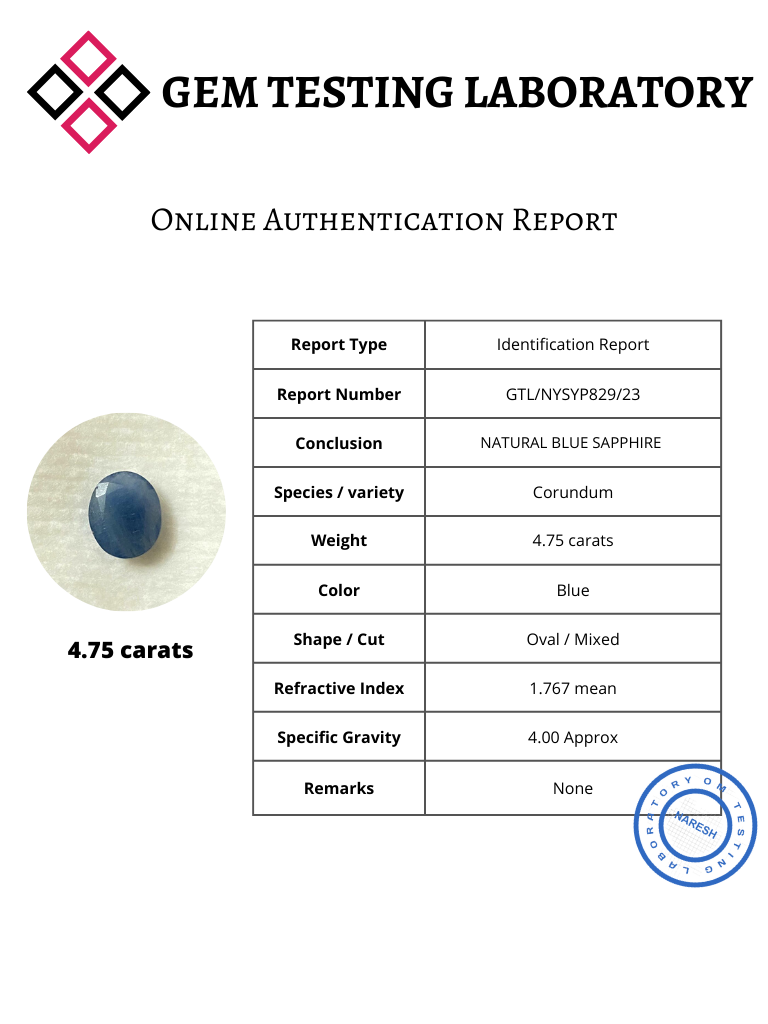 GEM TESTING LABORATORY
Online Authentication Report
Report Type Identification Report
Report Number GTL/NYSYP829/23
Conclusion NATURAL BLUE SAPPHIRE
Species / variety Corundum
Weight 4.75 carats
Color Blue
Shape / Cut Oval / Mixed
4.75 carats
Refractive Index 1.767 mean
Specific Gravity 4.00 Approx
Remarks None
OM TESTING LABORATORY
NARESH